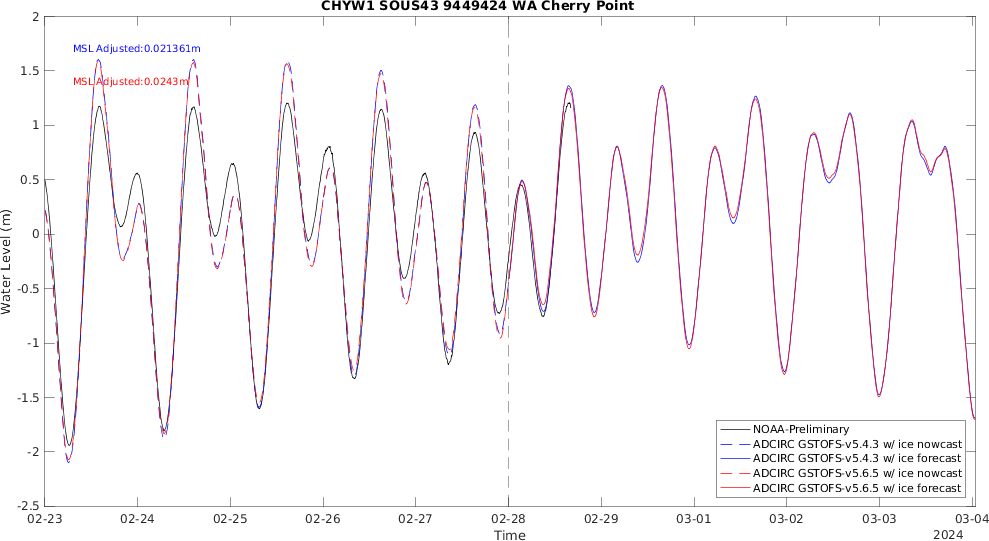 CHYW1 SOUS43 9449424 WA Cherry Point
MSL Adjusted:0.021361m
MSL Adjusted:0.0243m
Water Level (m)
2
1.5
1
0.5
0
-0.5
-1
-1.5
-2
-2.5
02-23
02-24
02-25
02-26
02-27
02-28
02-29
03-01
03-02
03-03
03-04
Time
2024
NOAA-Preliminary
ADCIRC GSTOFS-v5.4.3 w/ ice nowcast
ADCIRC GSTOFS-v5.4.3 w/ ice forecast
ADCIRC GSTOFS-v5.6.5 w/ ice nowcast
ADCIRC GSTOFS-v5.6.5 w/ ice forecast